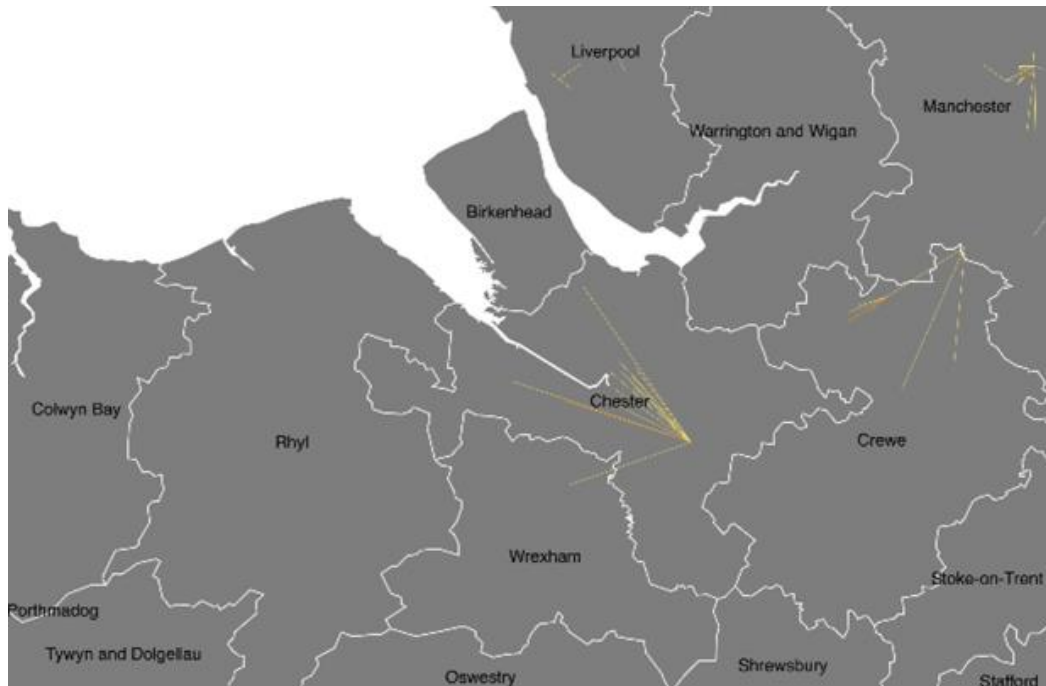 Liverpool
Manchester
Warrington and Wigan
Birkenhead
Chester
Colwyn Bay
Rhyl
Crewe
Wrexham
Stoke-on-Trent
Porthmadog
Tywyn and Dolgellau
Shrewsbury
Oswestry
Stafford